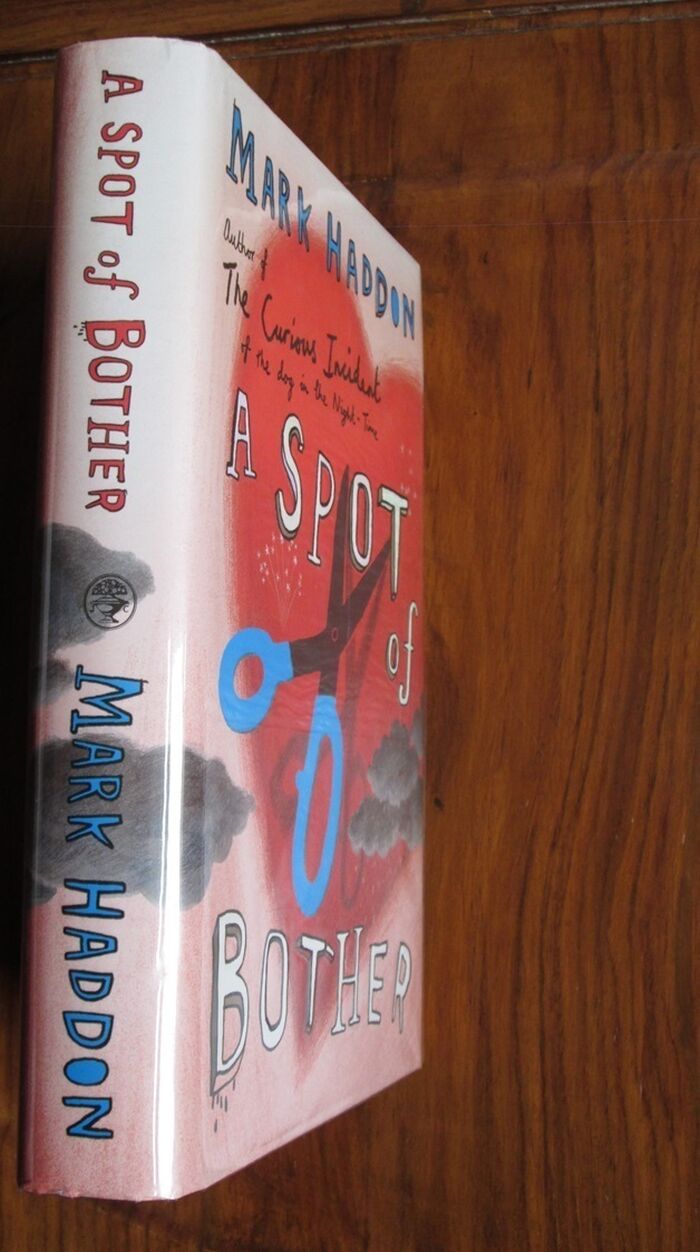 A SPOT of BOTHER
MARK HADDON
MARK HADDON
Author of
The Curious Incident
of the dog in the Night-Time
A SPOT
of
BOTHER